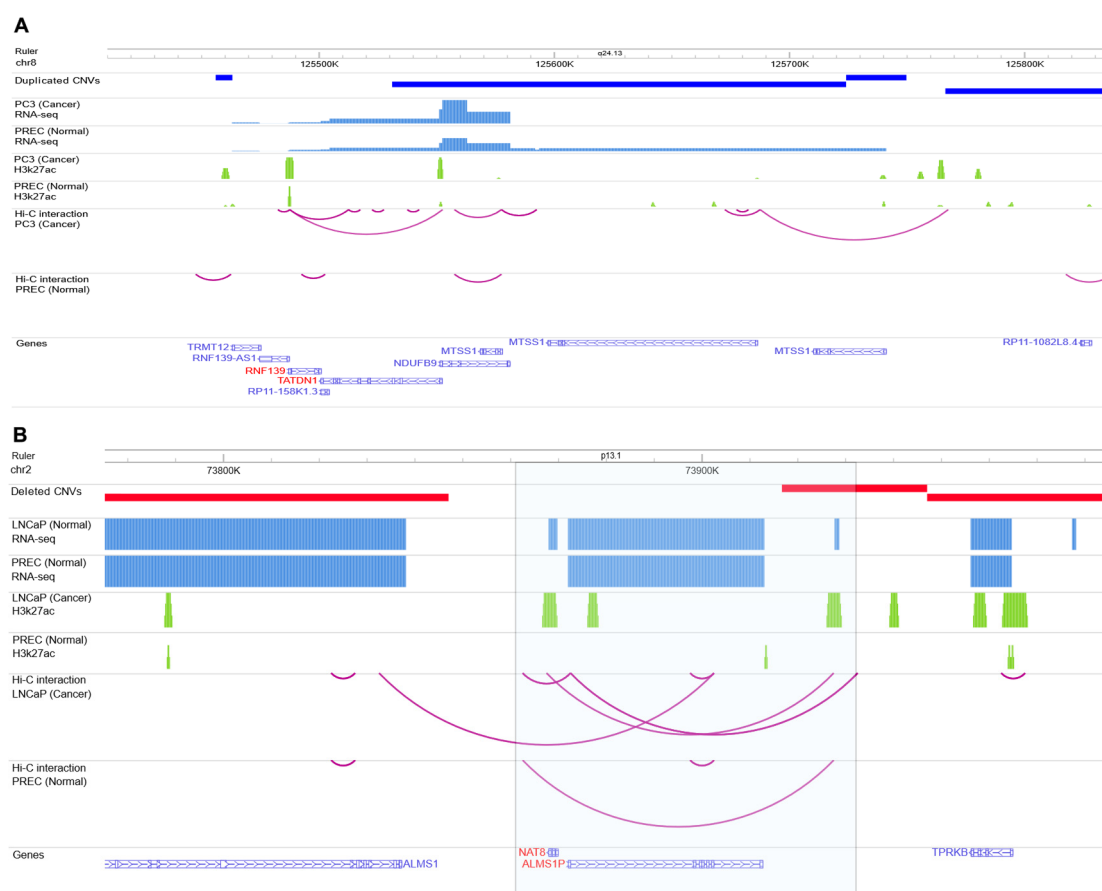 A
Ruler
chr8
q24.13
125500K 125600K 125700K 125800K
Duplicated CNVs
PC3 (Cancer)
RNA-seq
PREC (Normal)
RNA-seq
PC3 (Cancer)
H3k27ac
PREC (Normal)
H3k27ac
Hi-C interaction
PC3 (Cancer)
Hi-C interaction
PREC (Normal)
Genes
TRMT12 MTSS1 MTSS1 RP11-1082L8.4
RNF139-AS1 MTSS1
RNF139 NDUFB9
TATDN1
RP11-158K1.3
B
Ruler
chr2
p13.1
73800K 73900K
Deleted CNVs
LNCaP (Normal)
RNA-seq
PREC (Normal)
RNA-seq
LNCaP (Cancer)
H3k27ac
PREC (Normal)
H3k27ac
Hi-C interaction
LNCaP (Cancer)
Hi-C interaction
PREC (Normal)
Genes
NAT8 TPRKB
ALMS1 ALMS1P